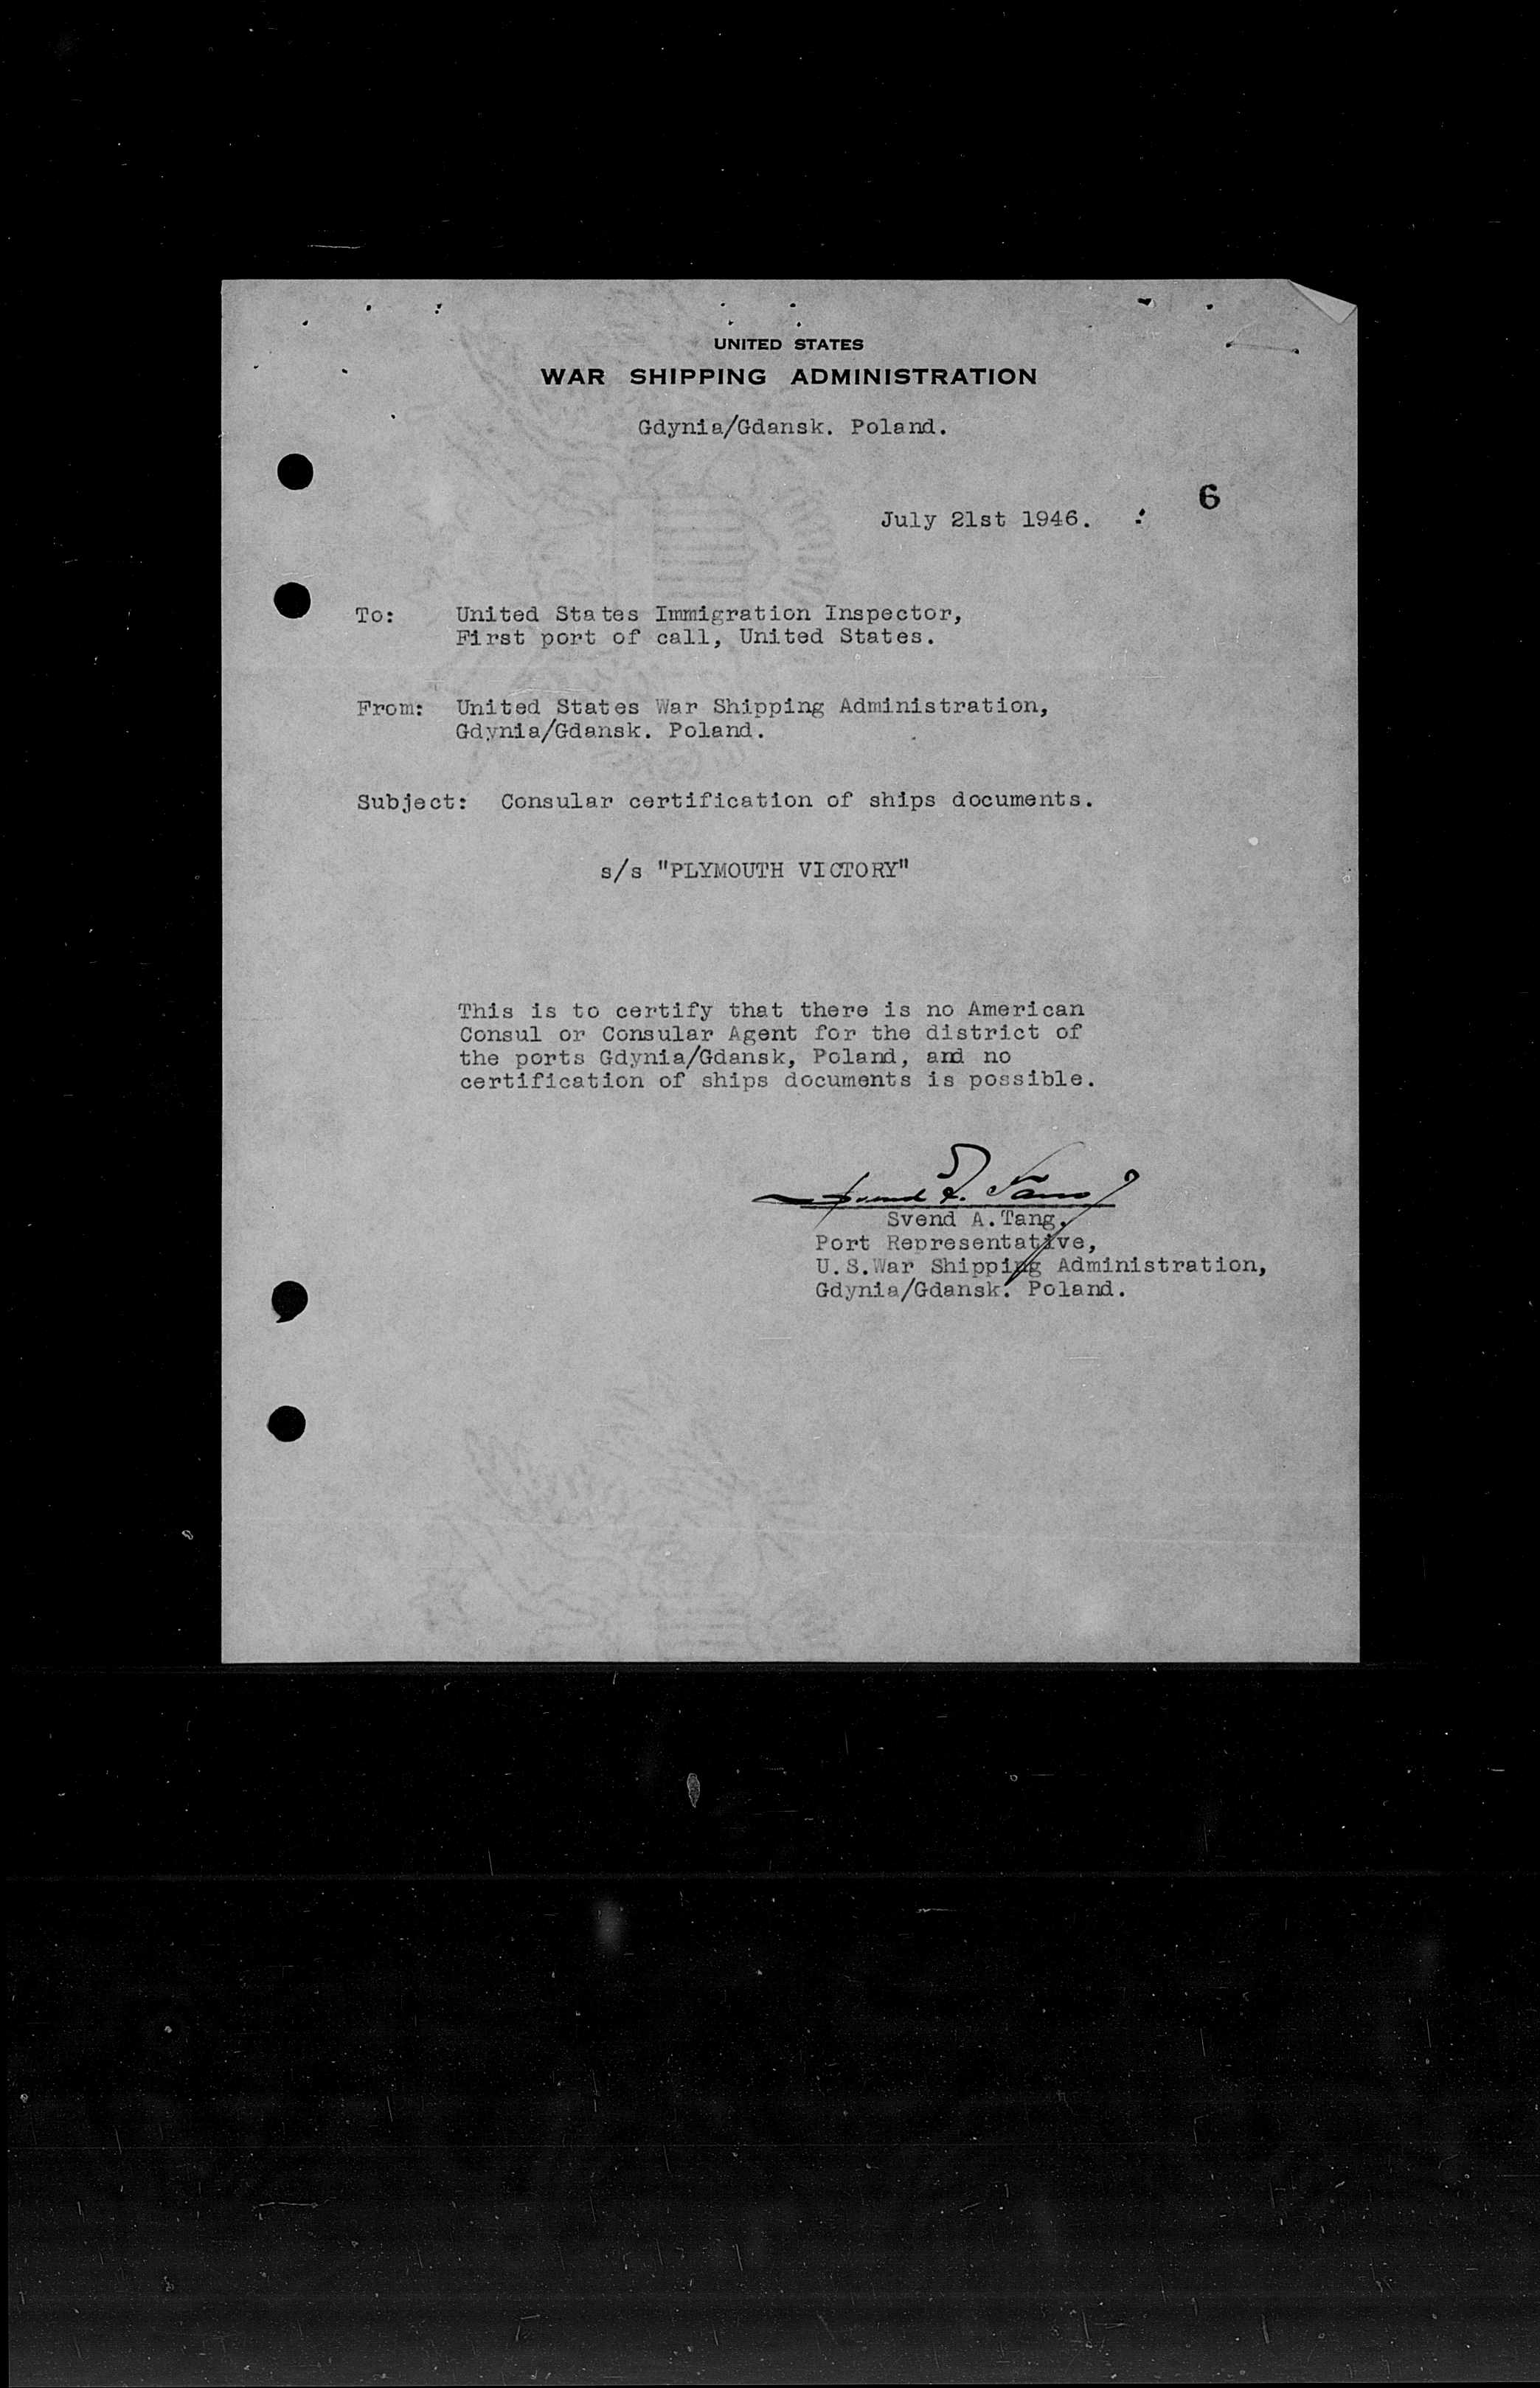 UNITED STATES
WAR SHIPPING ADMINISTRATION
Gdynia/Gdansk. Poland.
6
July 21st 1946.
To: United States Immigration Inspector,
First port of call, United States.
From: United States War Shipping Administration,
Gdynia/Gdansk. Poland.
Subject: Consular certification of ships documents.
s/s "PLYMOUTH VICTORY"
This is to certify that there is no American
Consul or Consular Agent for the district of
the ports Gdynia/Gdansk, Poland, and no
certification of ships documents is possible.
Svend A. Tang
Svend A.Tang,
Port Representative,
U.S.War Shipping Administration,
Gdynia/Gdansk. Poland.